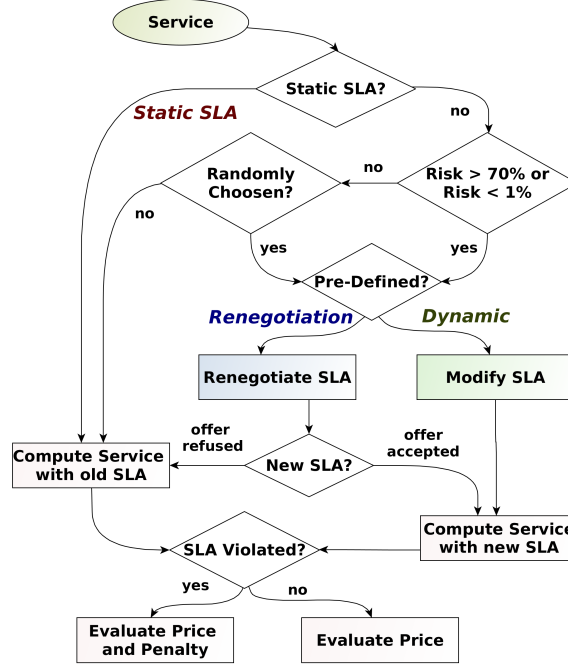 Service
Static SLA?
Static SLA
no
Randomly
Choosen?
no
Risk > 70% or
Risk < 1%
no
yes
yes
Pre-Defined?
Renegotiation
Dynamic
Renegotiate SLA
Modify SLA
offer
refused
offer
accepted
Compute Service
with old SLA
New SLA?
Compute Service
with new SLA
SLA Violated?
yes
no
Evaluate Price
and Penalty
Evaluate Price